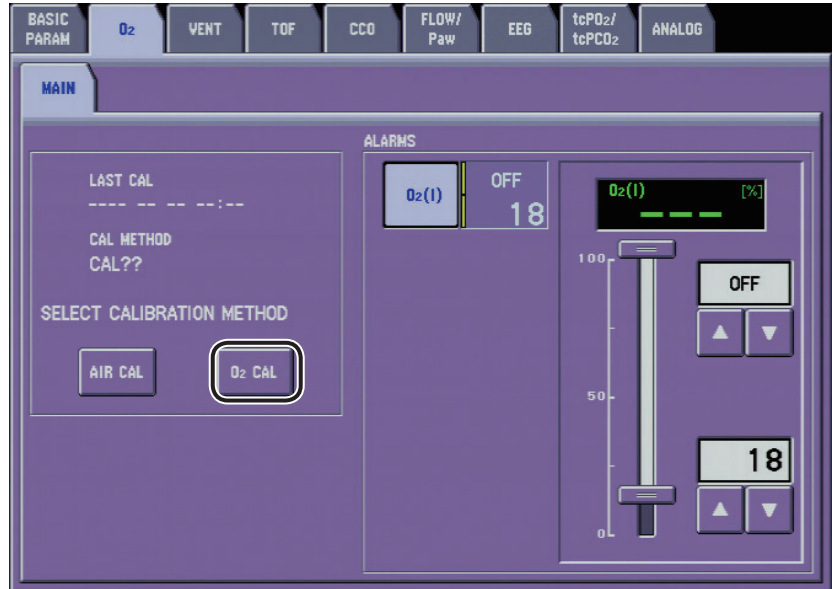 BASIC PARAM
O2
VENT
TOF
CCO
FLOW/ Paw
EEG
tcPO2/ tcPCO2
ANALOG
MAIN
LAST CAL
---- -- -- --:--
CAL METHOD
CAL??
SELECT CALIBRATION METHOD
AIR CAL
O2 CAL
ALARMS
O2(I)
OFF
18
O2(I) [%]
---
100
50
0
OFF
18